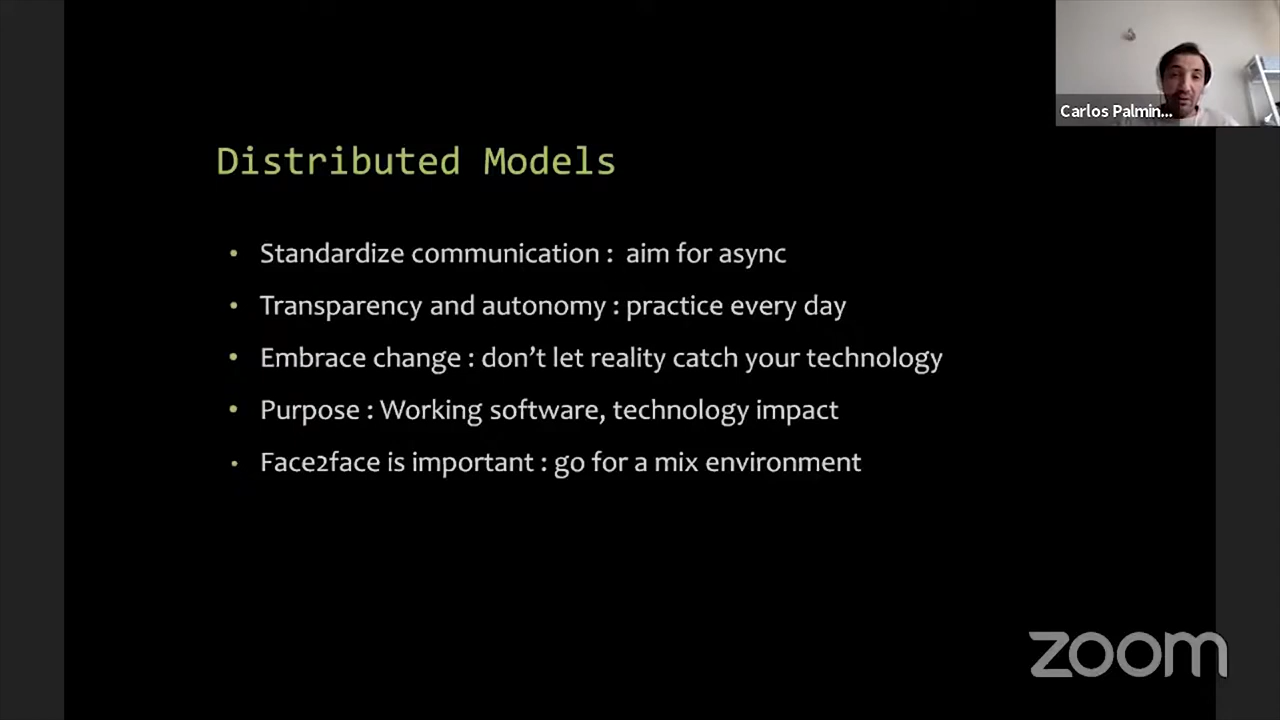 Carlos Palmin...
Distributed Models
• Standardize communication : aim for async
• Transparency and autonomy : practice every day
• Embrace change : don’t let reality catch your technology
• Purpose : Working software, technology impact
• Face2face is important : go for a mix environment
zoom